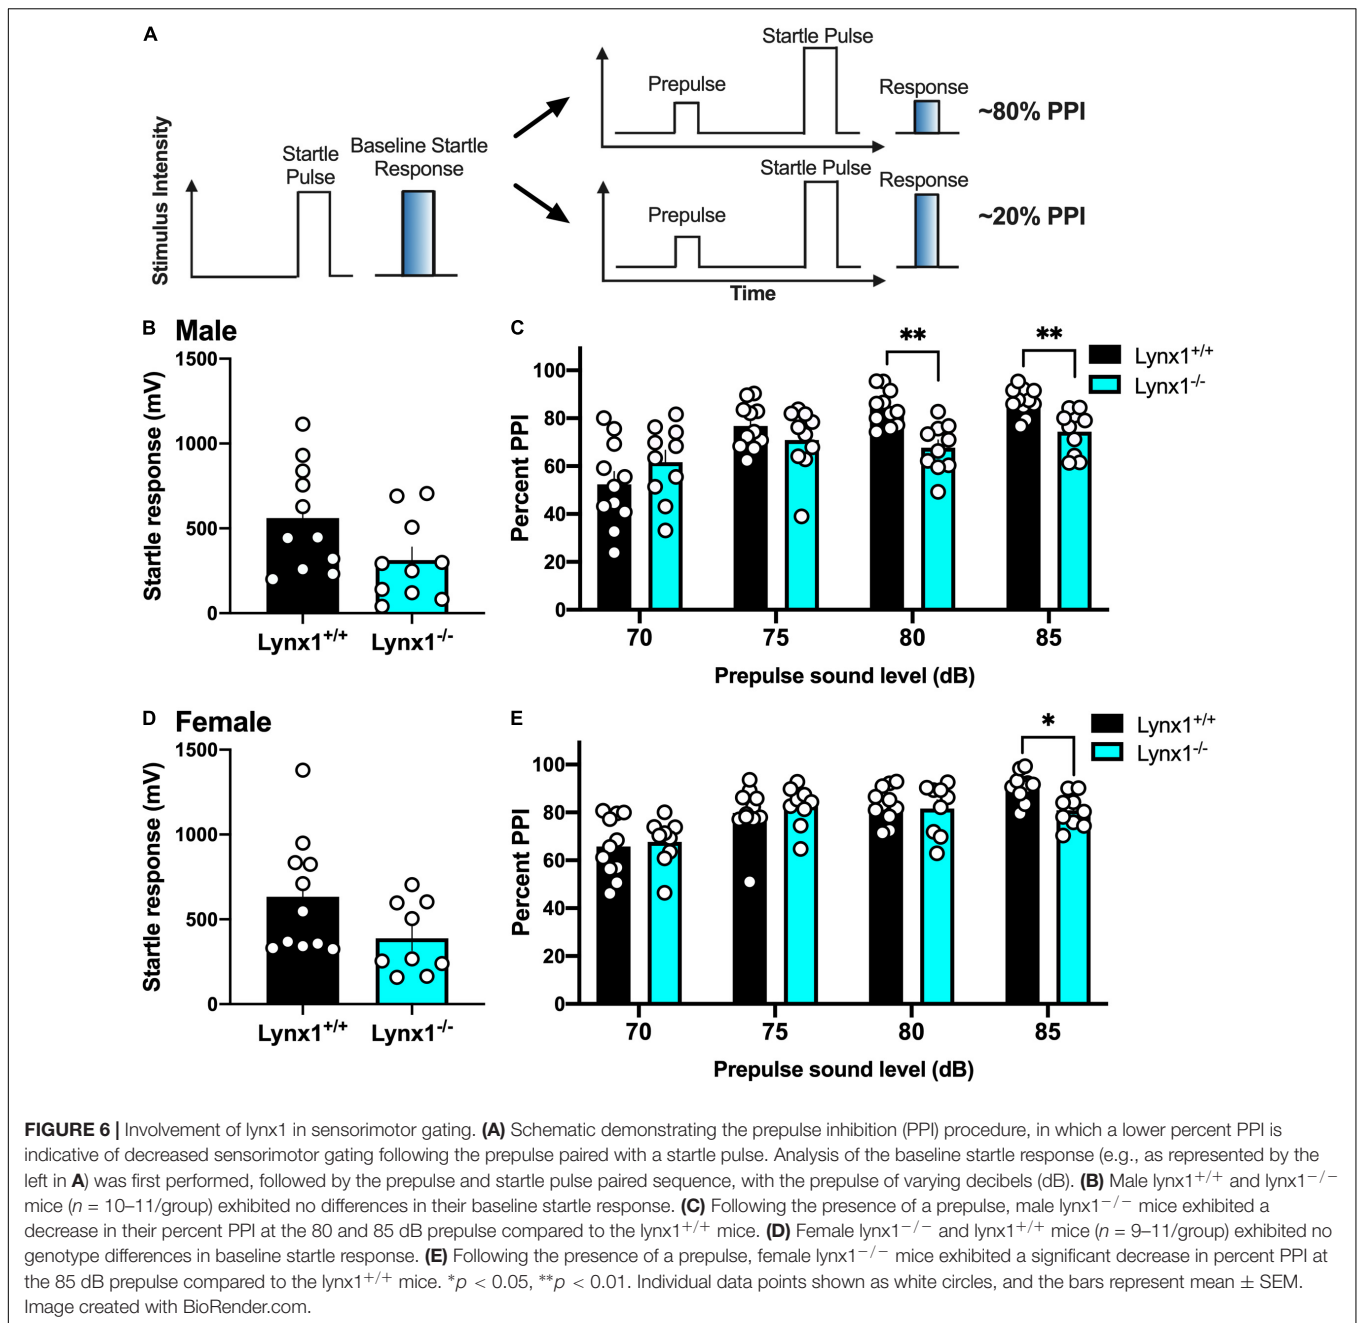 A
Stimulus Intensity
Startle
Pulse
Baseline Startle
Response
Startle Pulse
Prepulse
Response
~80% PPI
Startle Pulse
Prepulse
Response
~20% PPI
Time
B Male
Startle response (mV)
1500
1000
500
0
Lynx1+/+ Lynx1-/-
C
Percent PPI
100
80
60
40
20
0
70 75 80 85
Prepulse sound level (dB)
** **
Lynx1+/+
Lynx1-/-
D Female
Startle response (mV)
1500
1000
500
0
Lynx1+/+ Lynx1-/-
E
Percent PPI
100
80
60
40
20
0
70 75 80 85
Prepulse sound level (dB)
*
Lynx1+/+
Lynx1-/-
FIGURE 6 | Involvement of lynx1 in sensorimotor gating. (A) Schematic demonstrating the prepulse inhibition (PPI) procedure, in which a lower percent PPI is
indicative of decreased sensorimotor gating following the prepulse paired with a startle pulse. Analysis of the baseline startle response (e.g., as represented by the
left in A) was first performed, followed by the prepulse and startle pulse paired sequence, with the prepulse of varying decibels (dB). (B) Male lynx1+/+ and lynx1−/−
mice (n = 10–11/group) exhibited no differences in their baseline startle response. (C) Following the presence of a prepulse, male lynx1−/− mice exhibited a
decrease in their percent PPI at the 80 and 85 dB prepulse compared to the lynx1+/+ mice. (D) Female lynx1−/− and lynx1+/+ mice (n = 9–11/group) exhibited no
genotype differences in baseline startle response. (E) Following the presence of a prepulse, female lynx1−/− mice exhibited a significant decrease in percent PPI at
the 85 dB prepulse compared to the lynx1+/+ mice. *p < 0.05, **p < 0.01. Individual data points shown as white circles, and the bars represent mean ± SEM.
Image created with BioRender.com.